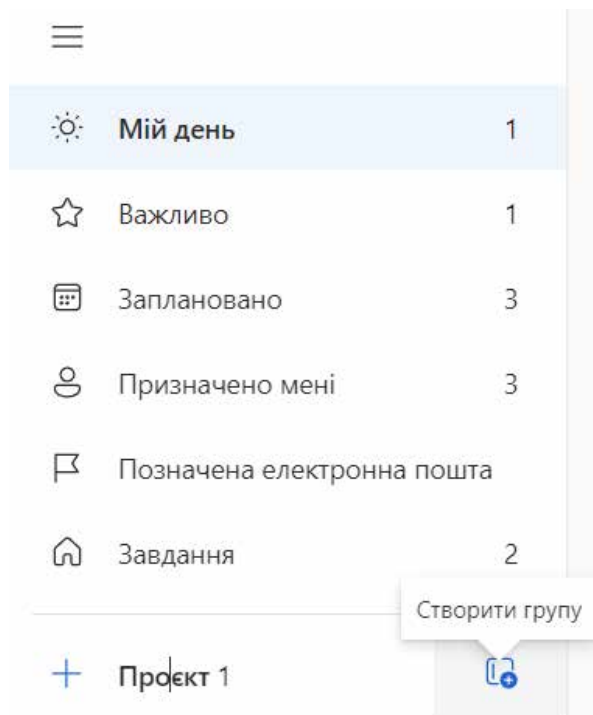 Мій день 1
Важливо 1
Заплановано 3
Призначено мені 3
Позначена електронна пошта
Завдання 2
Створити групу
Проєкт 1